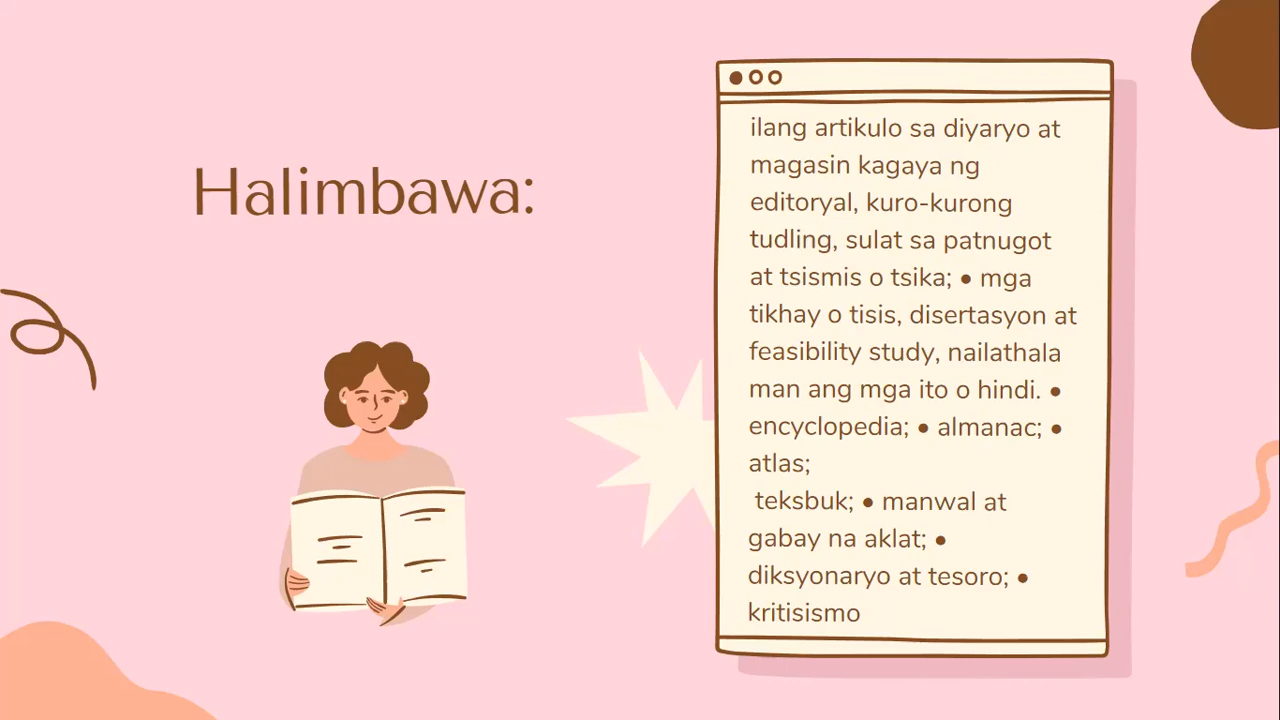 Halimbawa:
ilang artikulo sa diyaryo at
magasin kagaya ng
editoryal, kuro-kurong
tudling, sulat sa patnugot
at tsismis o tsika; • mga
tikhay o tisis, disertasyon at
feasibility study, nailathala
man ang mga ito o hindi. •
encyclopedia; • almanac; •
atlas;
teksbuk; • manwal at
gabay na aklat; •
diksyonaryo at tesoro; •
kritisismo